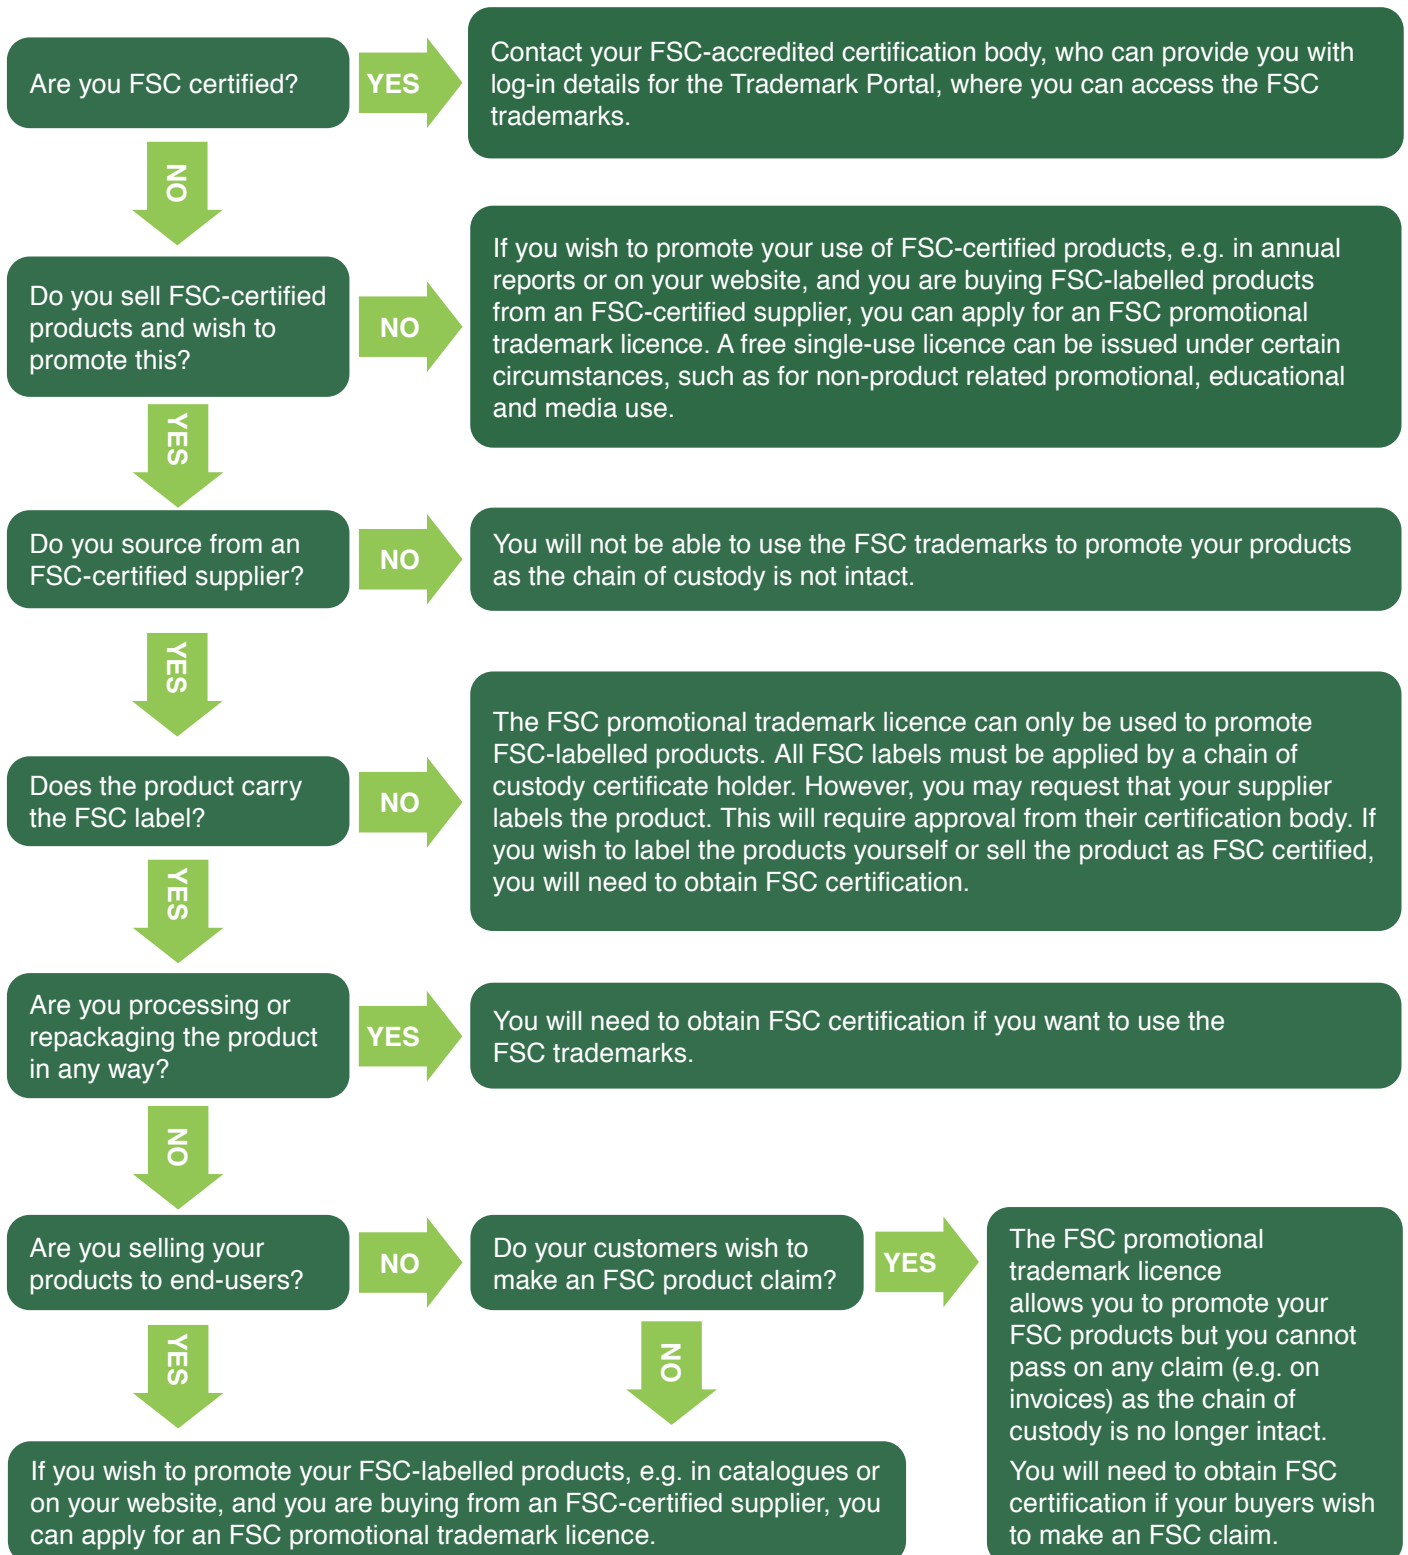 Are you FSC certified?
YES
Contact your FSC-accredited certification body, who can provide you with
log-in details for the Trademark Portal, where you can access the FSC
trademarks.
NO
Do you sell FSC-certified
products and wish to
promote this?
NO
If you wish to promote your use of FSC-certified products, e.g. in annual
reports or on your website, and you are buying FSC-labelled products
from an FSC-certified supplier, you can apply for an FSC promotional
trademark licence. A free single-use licence can be issued under certain
circumstances, such as for non-product related promotional, educational
and media use.
YES
Do you source from an
FSC-certified supplier?
NO
You will not be able to use the FSC trademarks to promote your products
as the chain of custody is not intact.
YES
Does the product carry
the FSC label?
NO
The FSC promotional trademark licence can only be used to promote
FSC-labelled products. All FSC labels must be applied by a chain of
custody certificate holder. However, you may request that your supplier
labels the product. This will require approval from their certification body. If
you wish to label the products yourself or sell the product as FSC certified,
you will need to obtain FSC certification.
YES
Are you processing or
repackaging the product
in any way?
YES
You will need to obtain FSC certification if you want to use the
FSC trademarks.
NO
Are you selling your
products to end-users?
NO
Do your customers wish to
make an FSC product claim?
YES
The FSC promotional
trademark licence
allows you to promote your
FSC products but you cannot
pass on any claim (e.g. on
invoices) as the chain of
custody is no longer intact.
You will need to obtain FSC
certification if your buyers wish
to make an FSC claim.
YES
NO
If you wish to promote your FSC-labelled products, e.g. in catalogues or
on your website, and you are buying from an FSC-certified supplier, you
can apply for an FSC promotional trademark licence.